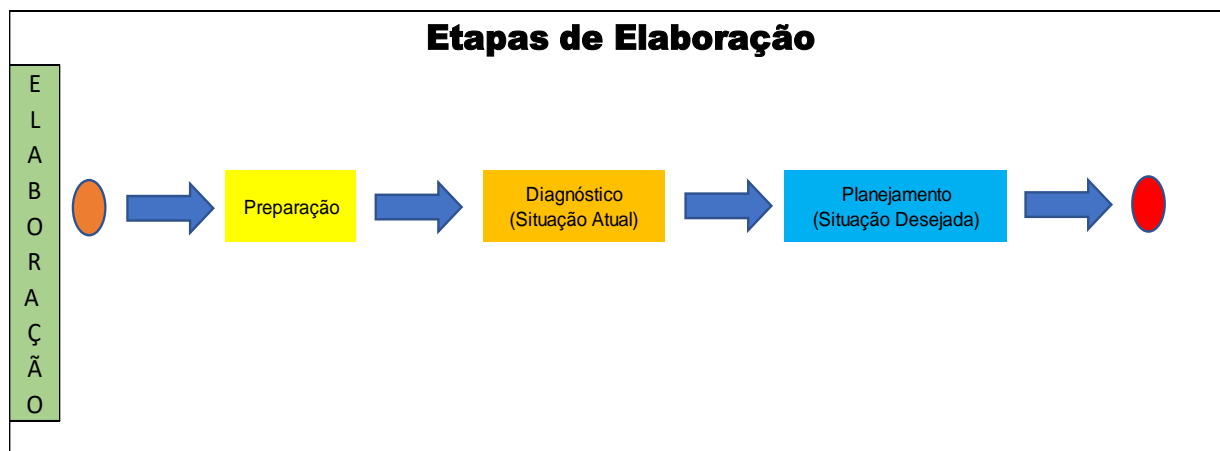 Etapas de Elaboração
E
L
A
B
O
R
A
Ç
Ã
O
Preparação
Diagnóstico
(Situação Atual)
Planejamento
(Situação Desejada)